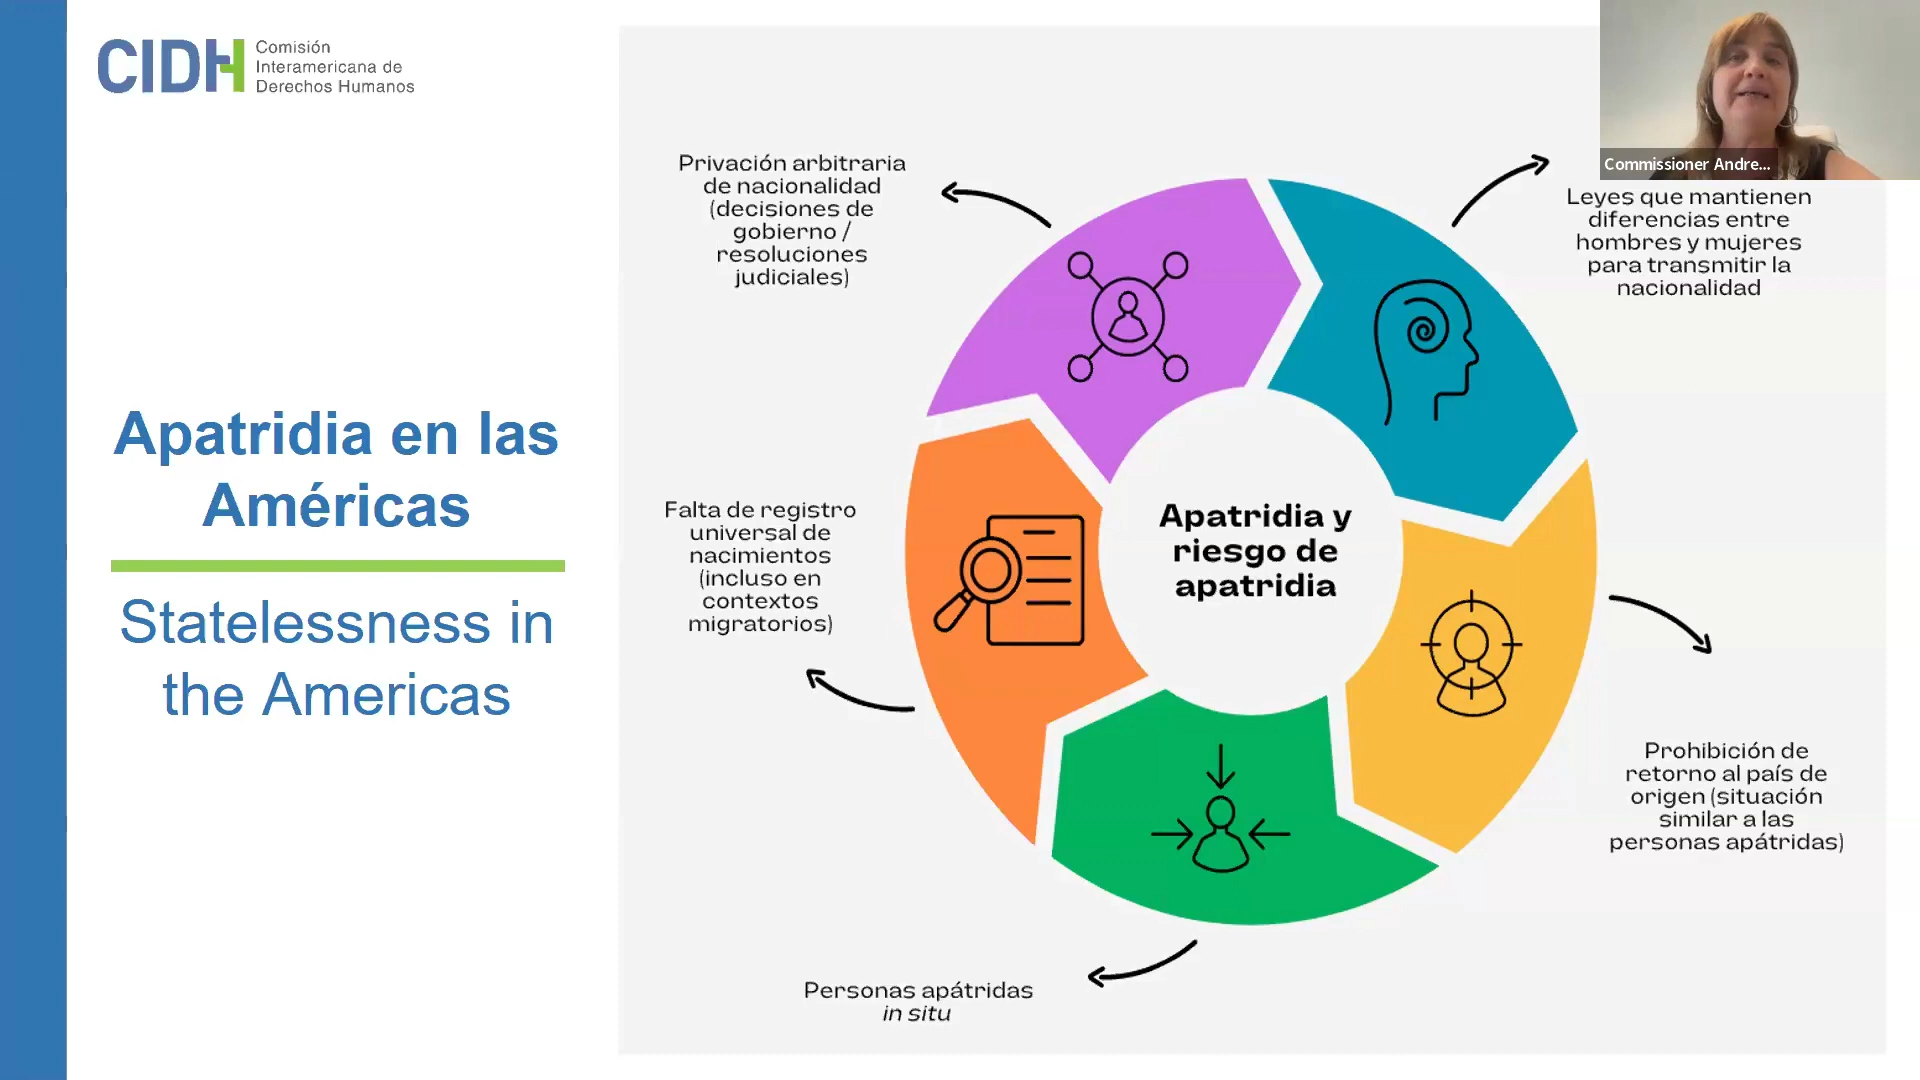 CIDH
Comisión
Interamericana de
Derechos Humanos
Apatridia en las
Américas
Statelessness in
the Americas
Privación arbitraria
de nacionalidad
(decisiones de
gobierno /
resoluciones
judiciales)
Falta de registro
universal de
nacimientos
(incluso en
contextos
migratorios)
Personas apátridas
in situ
Apatridia y
riesgo de
apatridia
Commissioner Andre...
Leyes que mantienen
diferencias entre
hombres y mujeres
para transmitir la
nacionalidad
Prohibición de
retorno al país de
origen (situación
similar a las
personas apátridas)